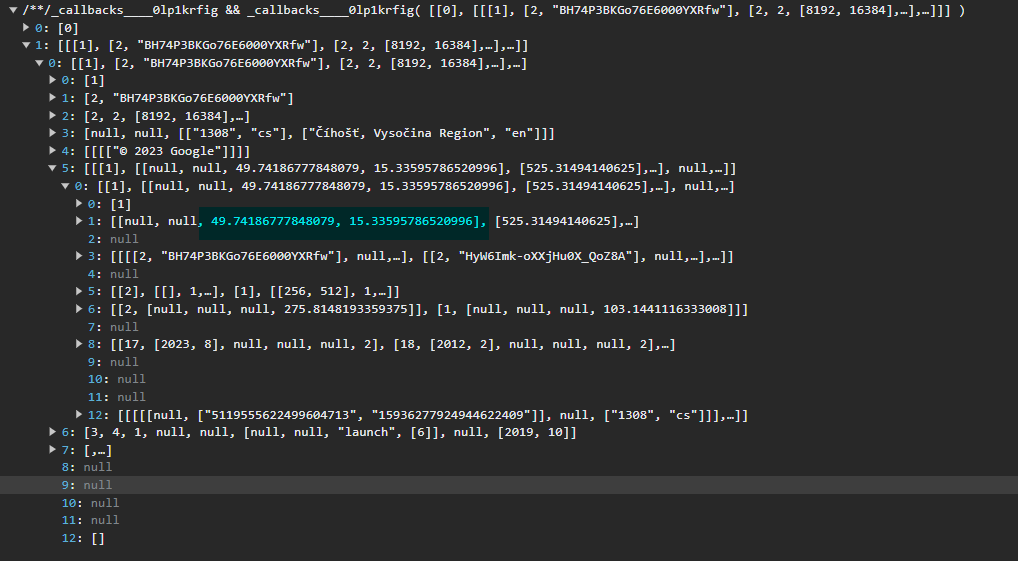 /**/_callbacks____0lp1krfig && _callbacks____0lp1krfig( [[0], [[[1], [2, "BH74P3BKGo76E6000YXRfw"], [2, 2, [8192, 16384],…],…]]] )
0: [0]
1: [[[1], [2, "BH74P3BKGo76E6000YXRfw"], [2, 2, [8192, 16384],…],…]]
0: [[1], [2, "BH74P3BKGo76E6000YXRfw"], [2, 2, [8192, 16384],…],…]
0: [1]
1: [2, "BH74P3BKGo76E6000YXRfw"]
2: [2, 2, [8192, 16384],…]
3: [null, null, [["1308", "cs"], ["Číhošť, Vysočina Region", "en"]]]
4: [[[["© 2023 Google"]]]]
5: [[[1], [[null, null, 49.74186777848079, 15.33595786520996], [525.31494140625],…], null,…]]
0: [[1], [[null, null, 49.74186777848079, 15.33595786520996], [525.31494140625],…], null,…]
0: [1]
1: [[null, null, 49.74186777848079, 15.33595786520996], [525.31494140625],…]
2: null
3: [[[[2, "BH74P3BKGo76E6000YXRfw"], null,…], [[2, "HyW6Imk-oXXjHu0X_QoZ8A"], null,…],…]]
4: null
5: [[2], [[], 1,…], [1], [[256, 512], 1,…]]
6: [[2, [null, null, null, 275.8148193359375]], [1, [null, null, null, 103.1441116333008]]]
7: null
8: [[17, [2023, 8], null, null, null, 2], [18, [2012, 2], null, null, null, 2],…]
9: null
10: null
11: null
12: [[[[[null, ["5119555622499604713", "15936277924944622409"]], null, ["1308", "cs"]]],…]]
6: [3, 4, 1, null, null, [null, null, "launch", [6]], null, [2019, 10]]
7: [,…]
8: null
9: null
10: null
11: null
12: []